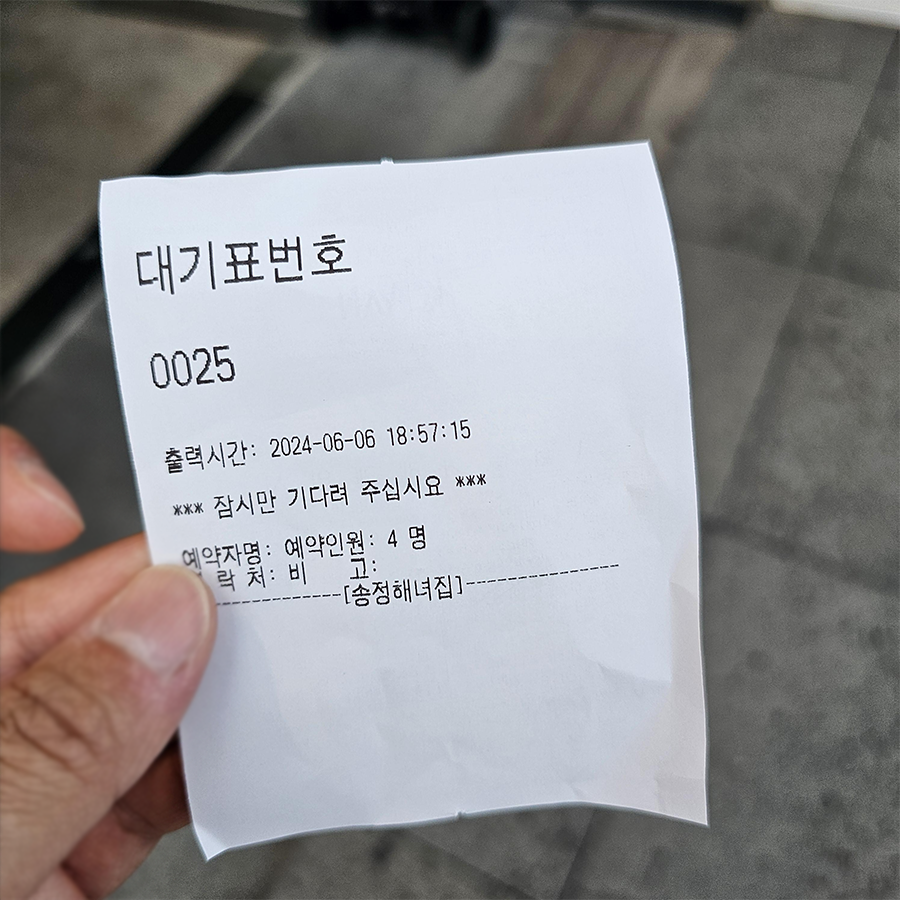 대기표번호
0025
출력시간: 2024-06-06 18:57:15
*** 잠시만 기다려 주십시요 ***
예약자명: 예약인원: 4 명
락 처: 비 고:
---------------[송정해녀집]---------------